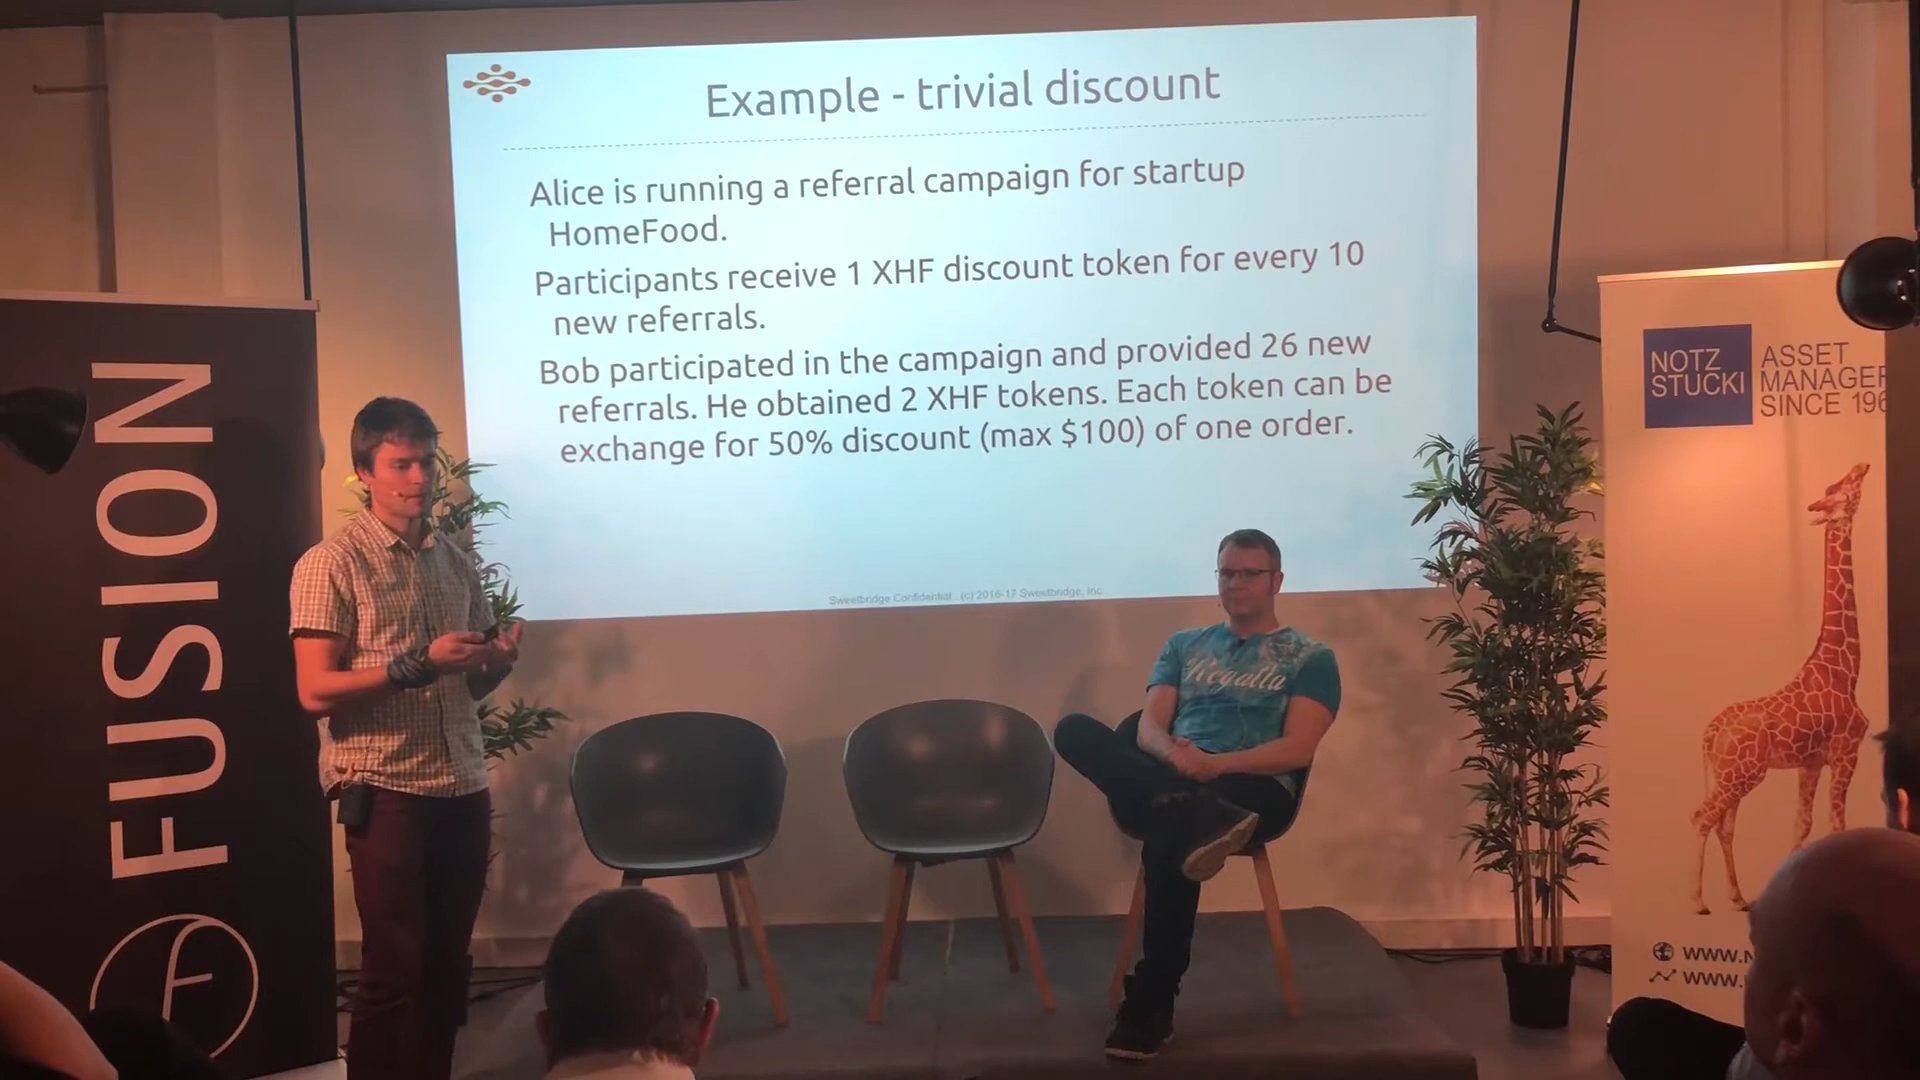 Example - trivial discount
Alice is running a referral campaign for startup
HomeFood.
Participants receive 1 XHF discount token for every 10
new referrals.
Bob participated in the campaign and provided 26 new
referrals. He obtained 2 XHF tokens. Each token can be
exchange for 50% discount (max $100) of one order.
Sweetbridge Confidential (c) 2016-17 Sweetbridge, Inc
FUSION
F
Regatta
NOTZ
STUCKI
ASSET
MANAGER
SINCE 196
WWW.N
WWW.